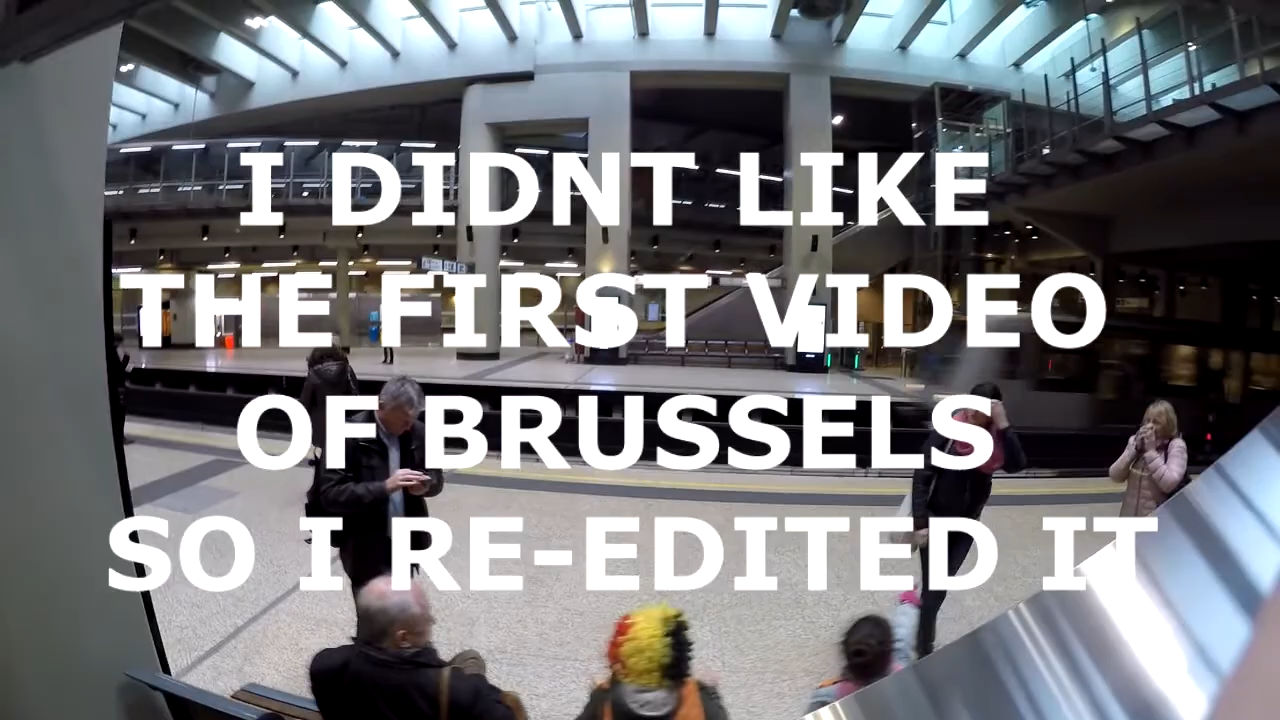 I DIDNT LIKE
THE FIRST VIDEO
OF BRUSSELS
SO I RE-EDITED IT